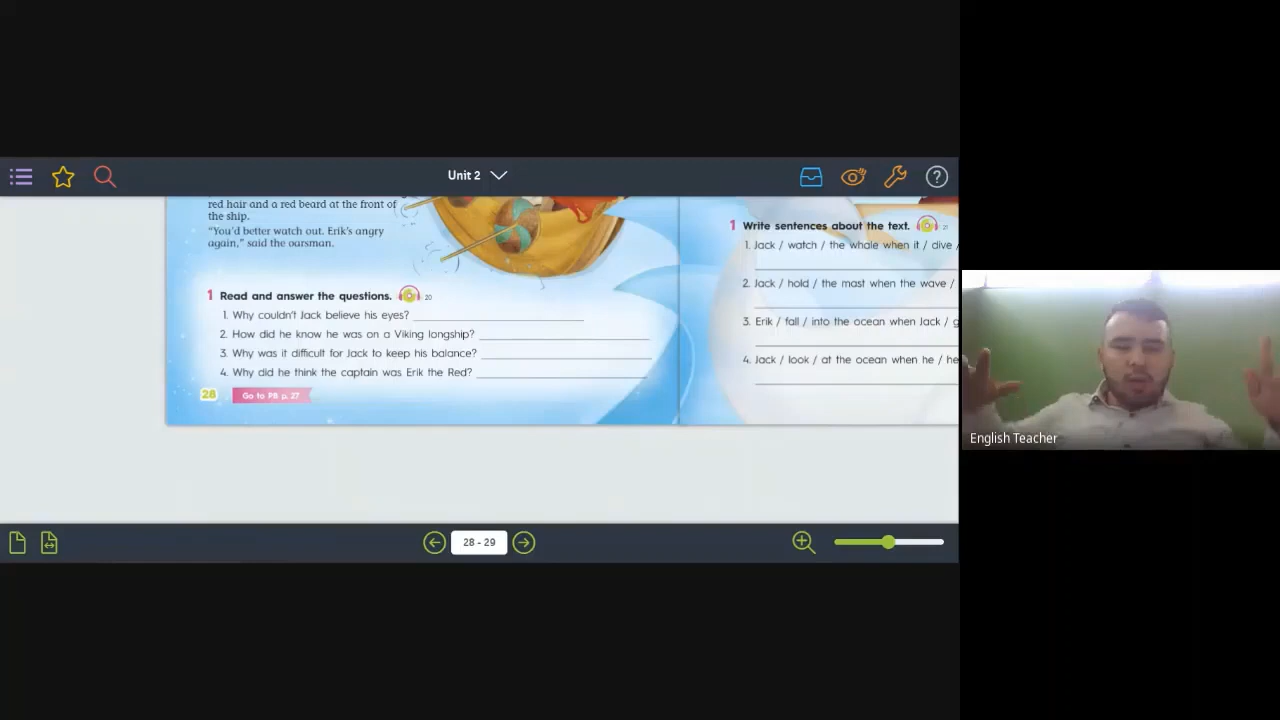 Unit 2
red hair and a red beard at the front of
the ship.
"You'd better watch out. Erik's angry
again," said the oarsman.
1 Read and answer the questions. 20
1. Why couldn't Jack believe his eyes?
2. How did he know he was on a Viking longship?
3. Why was it difficult for Jack to keep his balance?
4. Why did he think the captain was Erik the Red?
28 Go to PB p. 27
1 Write sentences about the text. 21
1. Jack / watch / the whale when it / dive /
2. Jack / hold / the mast when the wave /
3. Erik / fall / into the ocean when Jack / g
4. Jack / look / at the ocean when he / he
English Teacher
28 - 29